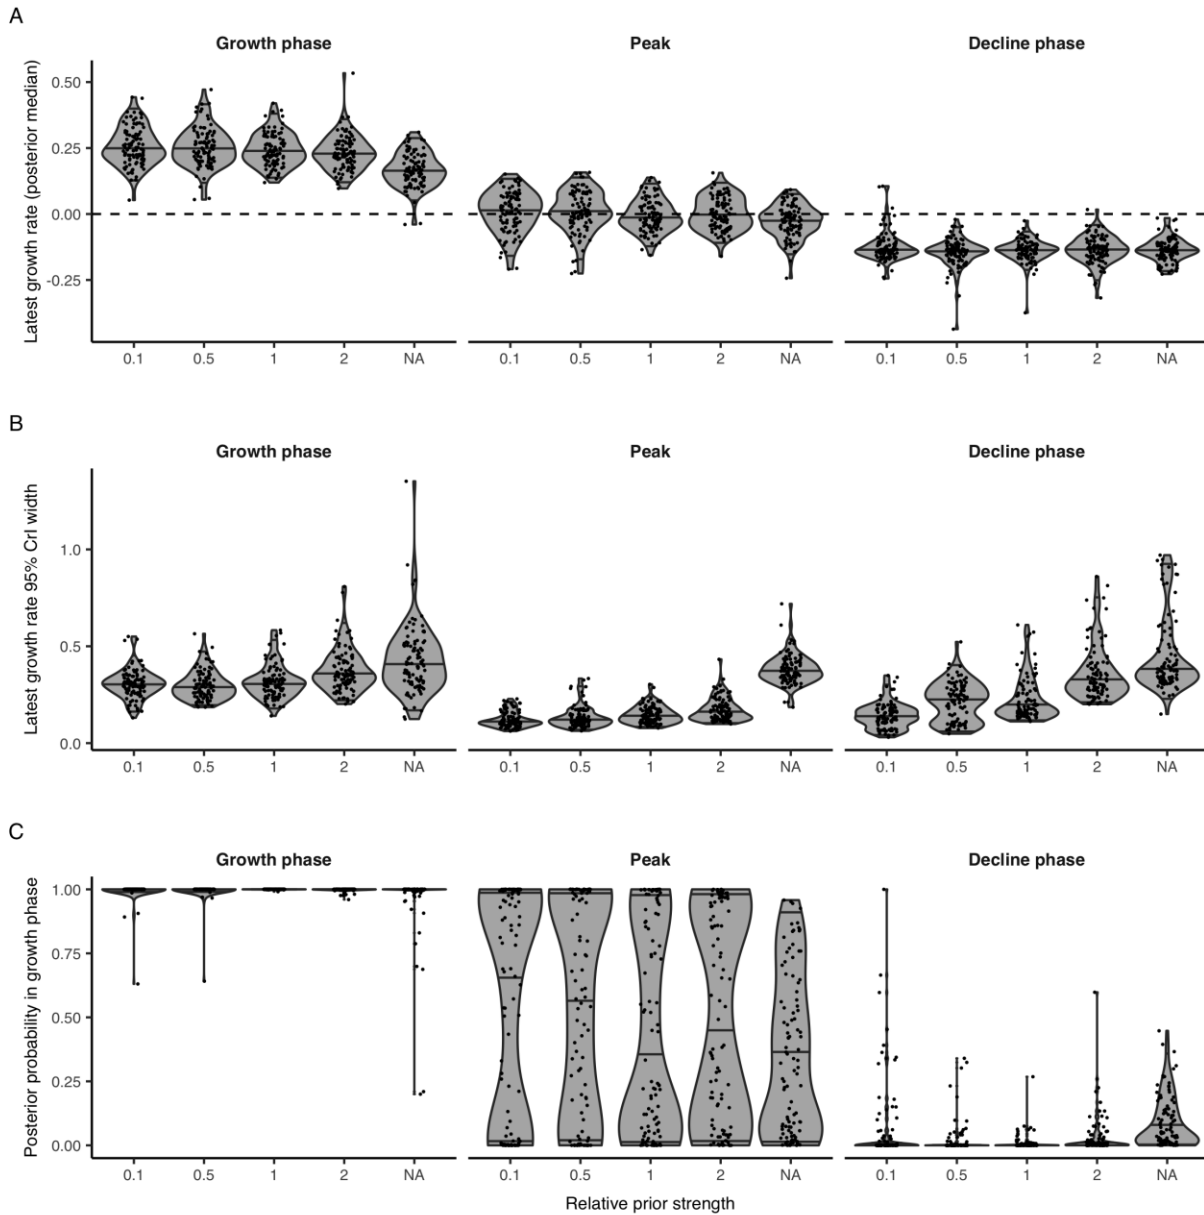 A
Growth phase Peak Decline phase
Latest growth rate (posterior median)
0.50
0.25
0.00
-0.25
0.1 0.5 1 2 NA 0.1 0.5 1 2 NA 0.1 0.5 1 2 NA
B
Growth phase Peak Decline phase
Latest growth rate 95% CrI width
1.0
0.5
0.0
0.1 0.5 1 2 NA 0.1 0.5 1 2 NA 0.1 0.5 1 2 NA
C
Growth phase Peak Decline phase
Posterior probability in growth phase
1.00
0.75
0.50
0.25
0.00
0.1 0.5 1 2 NA 0.1 0.5 1 2 NA 0.1 0.5 1 2 NA
Relative prior strength